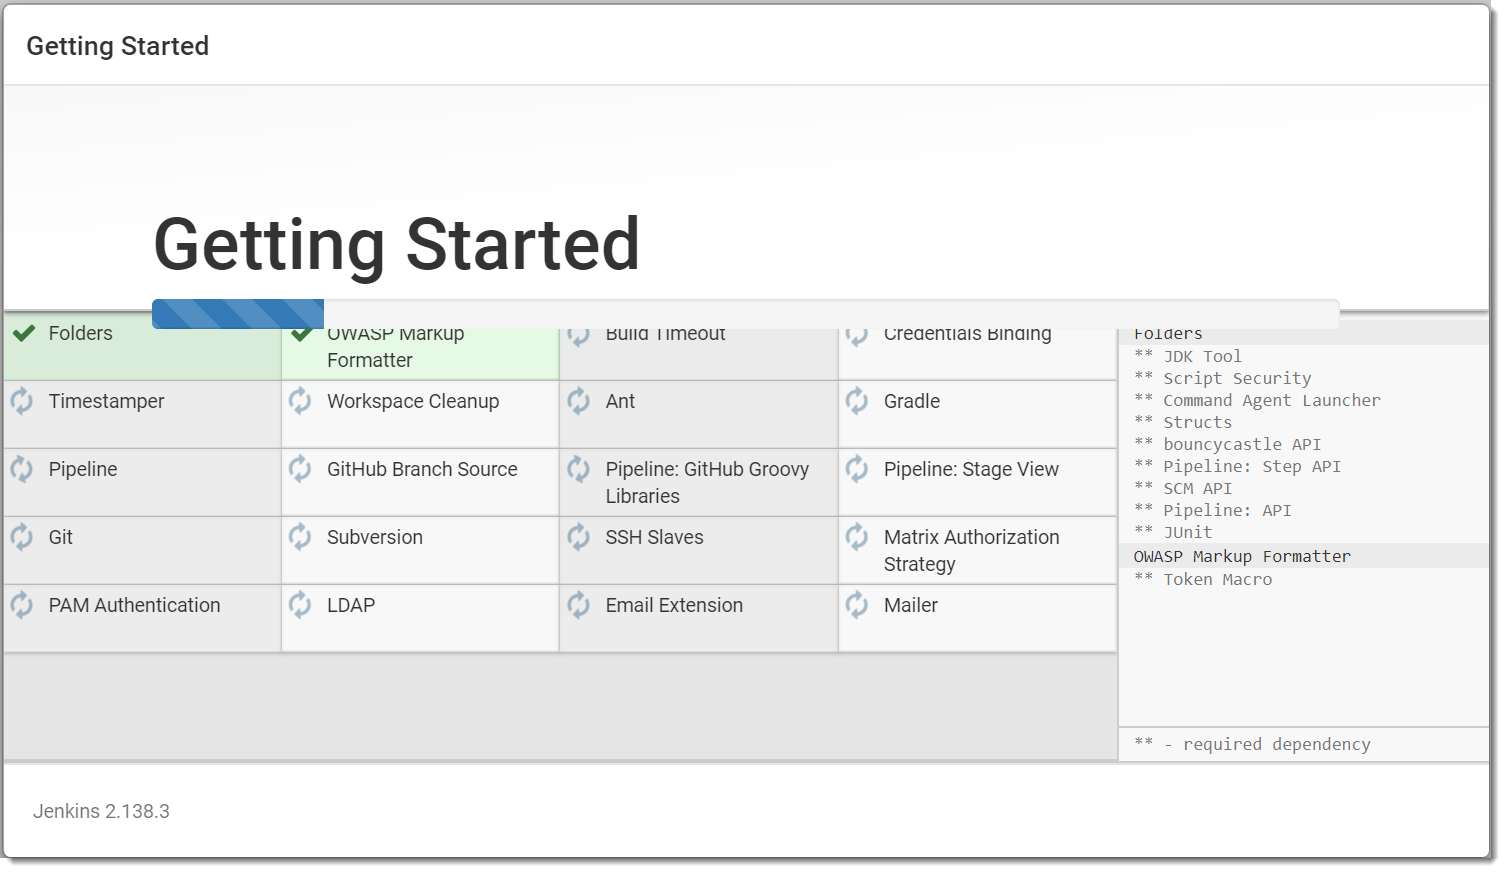 Getting Started
Getting Started
Folders
OWASP Markup
Formatter
Build Timeout
Credentials Binding
Timestamper
Workspace Cleanup
Ant
Gradle
Pipeline
GitHub Branch Source
Pipeline: GitHub Groovy
Libraries
Pipeline: Stage View
Git
Subversion
SSH Slaves
Matrix Authorization
Strategy
PAM Authentication
LDAP
Email Extension
Mailer
Folders
** JDK Tool
** Script Security
** Command Agent Launcher
** Structs
** bouncycastle API
** Pipeline: Step API
** SCM API
** Pipeline: API
** JUnit
OWASP Markup Formatter
** Token Macro
** - required dependency
Jenkins 2.138.3